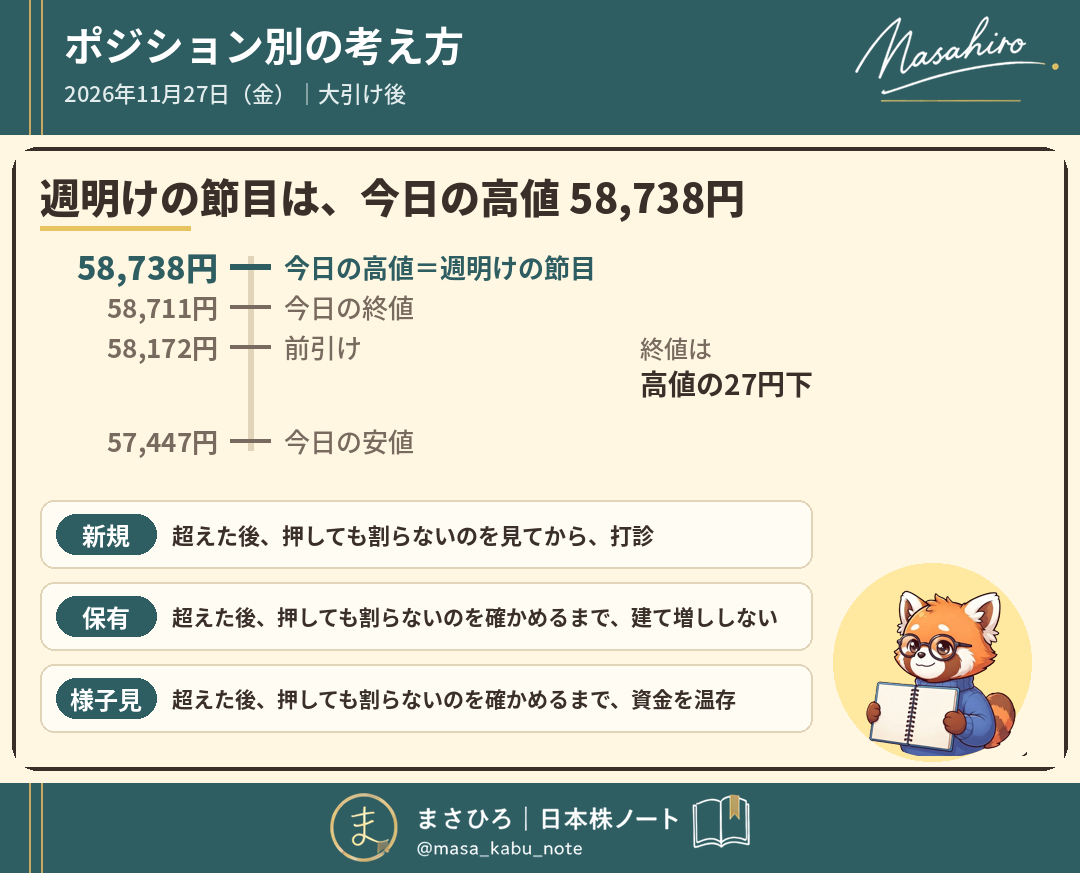 ポジション別の考え方
Masahiro
2026年11月27日（金）｜大引け後
週明けの節目は、今日の高値 58,738円
58,738円 今日の高値＝週明けの節目
58,711円 今日の終値
58,172円 前引け
終値は
高値の27円下
57,447円 今日の安値
新規 超えた後、押しても割らないのを見てから、打診
保有 超えた後、押しても割らないのを確かめるまで、建て増ししない
様子見 超えた後、押しても割らないのを確かめるまで、資金を温存
ま
まさひろ｜日本株ノート
@masa_kabu_note